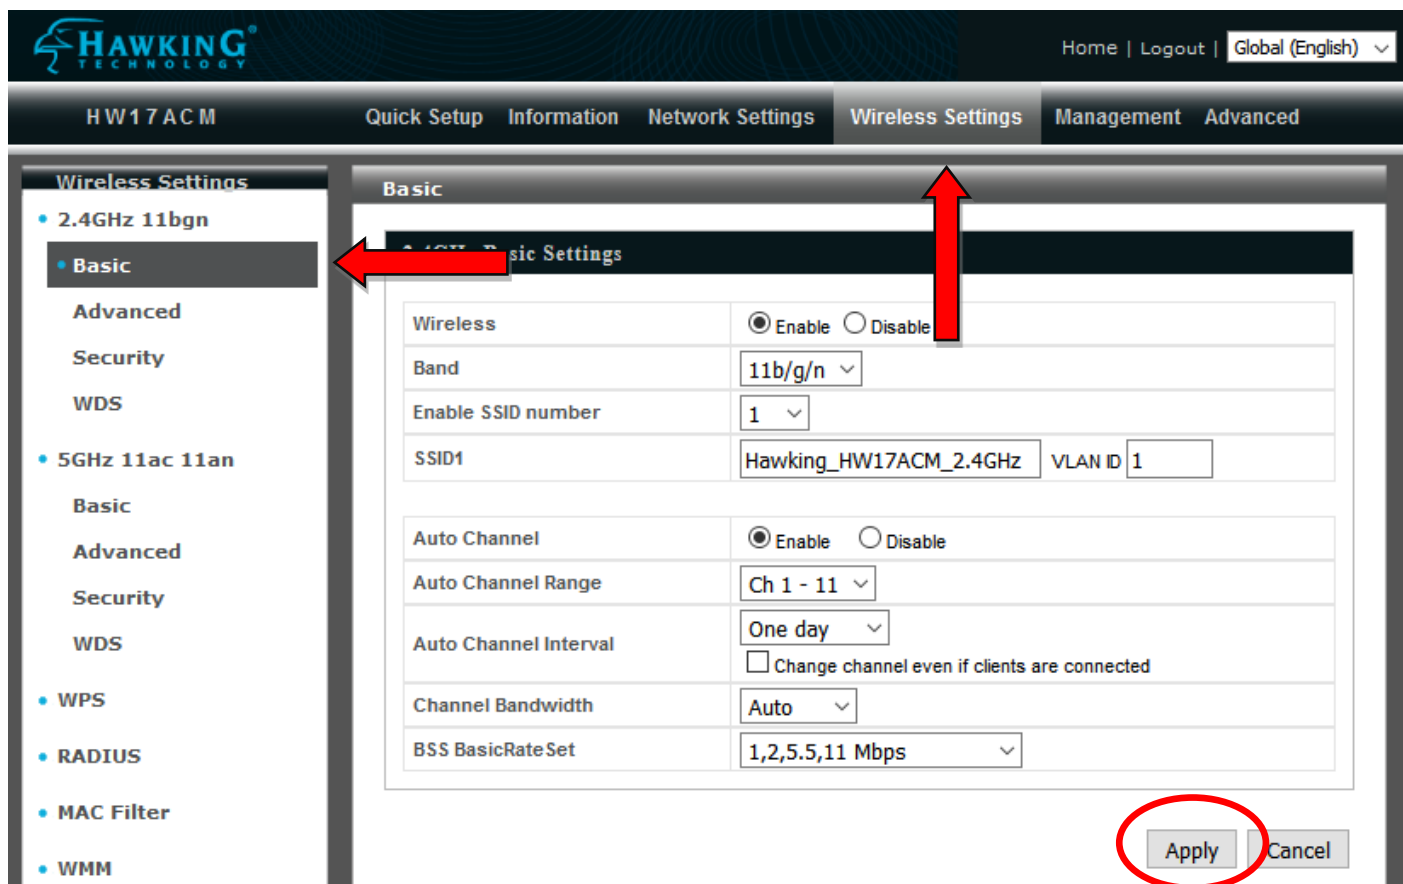 HAWKING®
TECHNOLOGY
Home | Logout | Global (English)
HW17ACM
Quick Setup Information Network Settings Wireless Settings Management Advanced
Wireless Settings
2.4GHz 11bgn
Basic
Advanced
Security
WDS
5GHz 11ac 11an
Basic
Advanced
Security
WDS
WPS
RADIUS
MAC Filter
WMM
Basic
Settings
Wireless Enable Disable
Band 11b/g/n
Enable SSID number 1
SSID1 Hawking_HW17ACM_2.4GHz VLAN ID 1
Auto Channel Enable Disable
Auto Channel Range Ch 1 - 11
Auto Channel Interval One day
Change channel even if clients are connected
Channel Bandwidth Auto
BSS BasicRateSet 1,2,5.5,11 Mbps
Apply Cancel